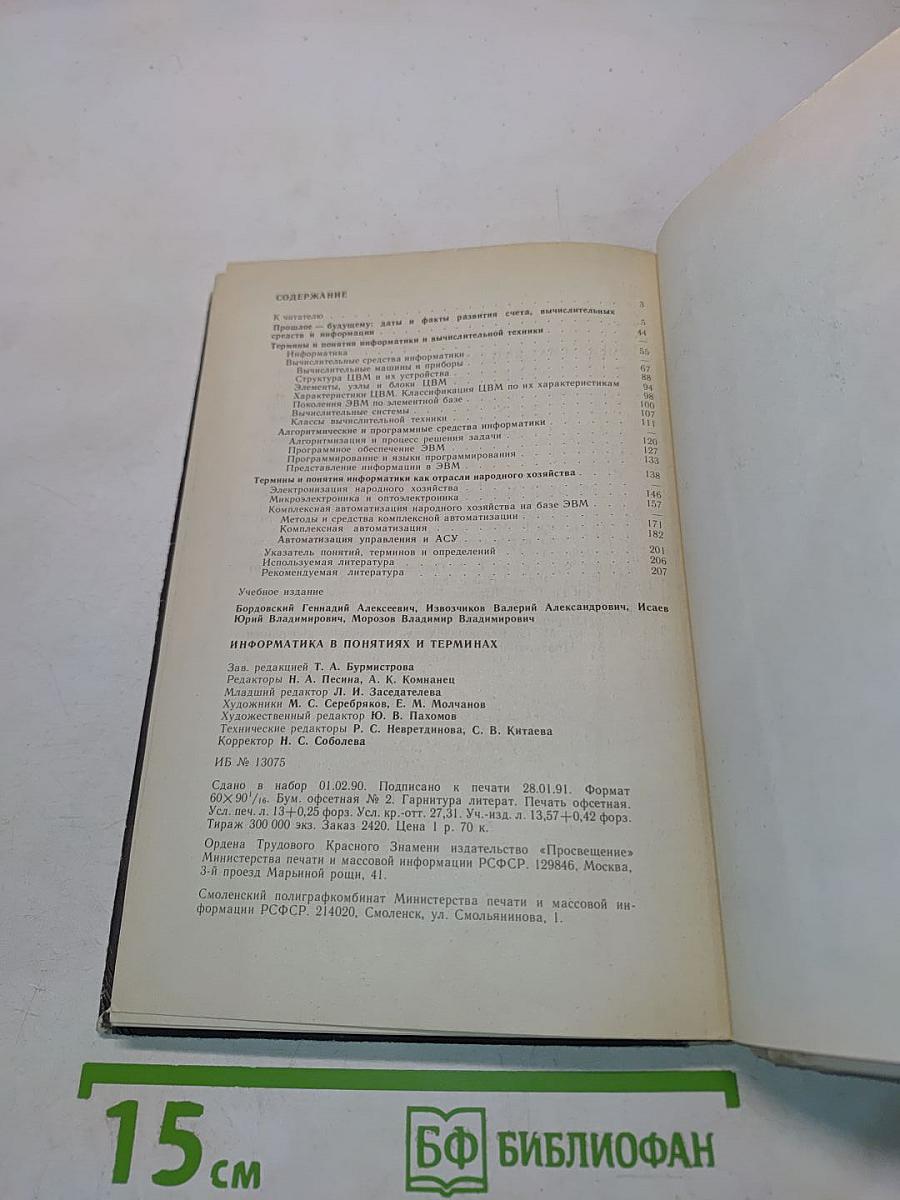 СОДЕРЖАНИЕ
К читателю . . . 3
Прошлое — будущему: даты и факты развития счета, вычислительных
средств и информации . . . 5
Термины и понятия информатики и вычислительной техники . . . 44
Информатика . . . —
Вычислительные средства информатики . . . 55
Вычислительные машины и приборы . . . —
Структура ЦВМ и их устройства . . . 67
Элементы, узлы и блоки ЦВМ . . . 88
Характеристики ЦВМ. Классификация ЦВМ по их характеристикам 94
Поколения ЭВМ по элементной базе . . . 98
Вычислительные системы . . . 100
Классы вычислительной техники . . . 107
Алгоритмические и программные средства информатики . . . 111
Алгоритмизация и процесс решения задачи . . . —
Программное обеспечение ЭВМ . . . 120
Программирование и языки программирования . . . 127
Представление информации в ЭВМ . . . 133
Термины и понятия информатики как отрасли народного хозяйства . . . 138
Электронизация народного хозяйства . . . —
Микроэлектроника и оптоэлектроника . . . 146
Комплексная автоматизация народного хозяйства на базе ЭВМ . . . 157
Методы и средства комплексной автоматизации . . . —
Комплексная автоматизация . . . 171
Автоматизация управления и АСУ . . . 182
Указатель понятий, терминов и определений . . . 201
Используемая литература . . . 206
Рекомендуемая литература . . . 207
Учебное издание
Бордовский Геннадий Алексеевич, Извозчиков Валерий Александрович, Исаев
Юрий Владимирович, Морозов Владимир Владимирович
ИНФОРМАТИКА В ПОНЯТИЯХ И ТЕРМИНАХ
Зав. редакцией Т. А. Бурмистрова
Редакторы Н. А. Песина, А. К. Компанец
Младший редактор Л. И. Заседателева
Художники М. С. Серебряков, Е. М. Молчанов
Художественный редактор Ю. В. Пахомов
Технические редакторы Р. С. Невретдинова, С. В. Китаева
Корректор Н. С. Соболева
ИБ № 13075
Сдано в набор 01.02.90. Подписано к печати 28.01.91. Формат
60×90 1/16. Бум. офсетная № 2. Гарнитура литерат. Печать офсетная.
Усл. печ. л. 13+0,25 форз. Усл. кр.-отт. 27,31. Уч.-изд. л. 13,57+0,42 форз.
Тираж 300 000 экз. Заказ 2420. Цена 1 р. 70 к.
Ордена Трудового Красного Знамени издательство «Просвещение»
Министерства печати и массовой информации РСФСР. 129846, Москва,
3-й проезд Марьиной рощи, 41.
Смоленский полиграфкомбинат Министерства печати и массовой ин-
формации РСФСР. 214020, Смоленск, ул. Смольянинова, 1.
15 см
БФ БИБЛИОФАН